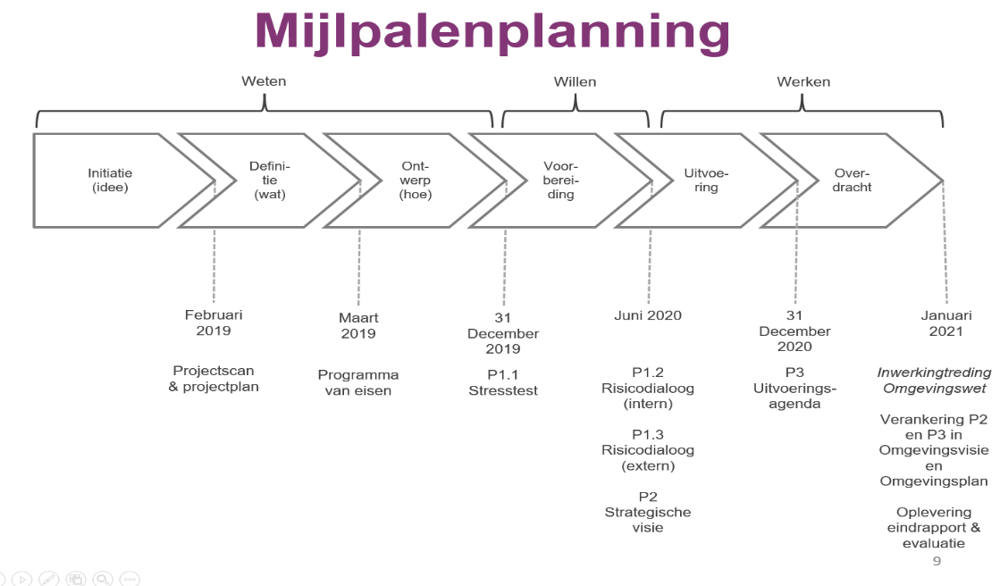 Mijlpalenplanning
Weten
Willen
Werken
Initiatie
(idee)
Defini-
tie
(wat)
Ont-
werp
(hoe)
Voor-
berei-
ding
Uitvoe-
ring
Over-
dracht
Februari
2019
Projectscan
& projectplan
Maart
2019
Programma
van eisen
31
December
2019
P1.1
Stresstest
Juni 2020
P1.2
Risicodialoog
(intern)
P1.3
Risicodialoog
(extern)
P2
Strategische
visie
31
December
2020
P3
Uitvoerings-
agenda
Januari
2021
Inwerkingtreding
Omgevingswet
Verankering P2
en P3 in
Omgevingsvisie
en
Omgevingsplan
Oplevering
eindrapport &
evaluatie
9